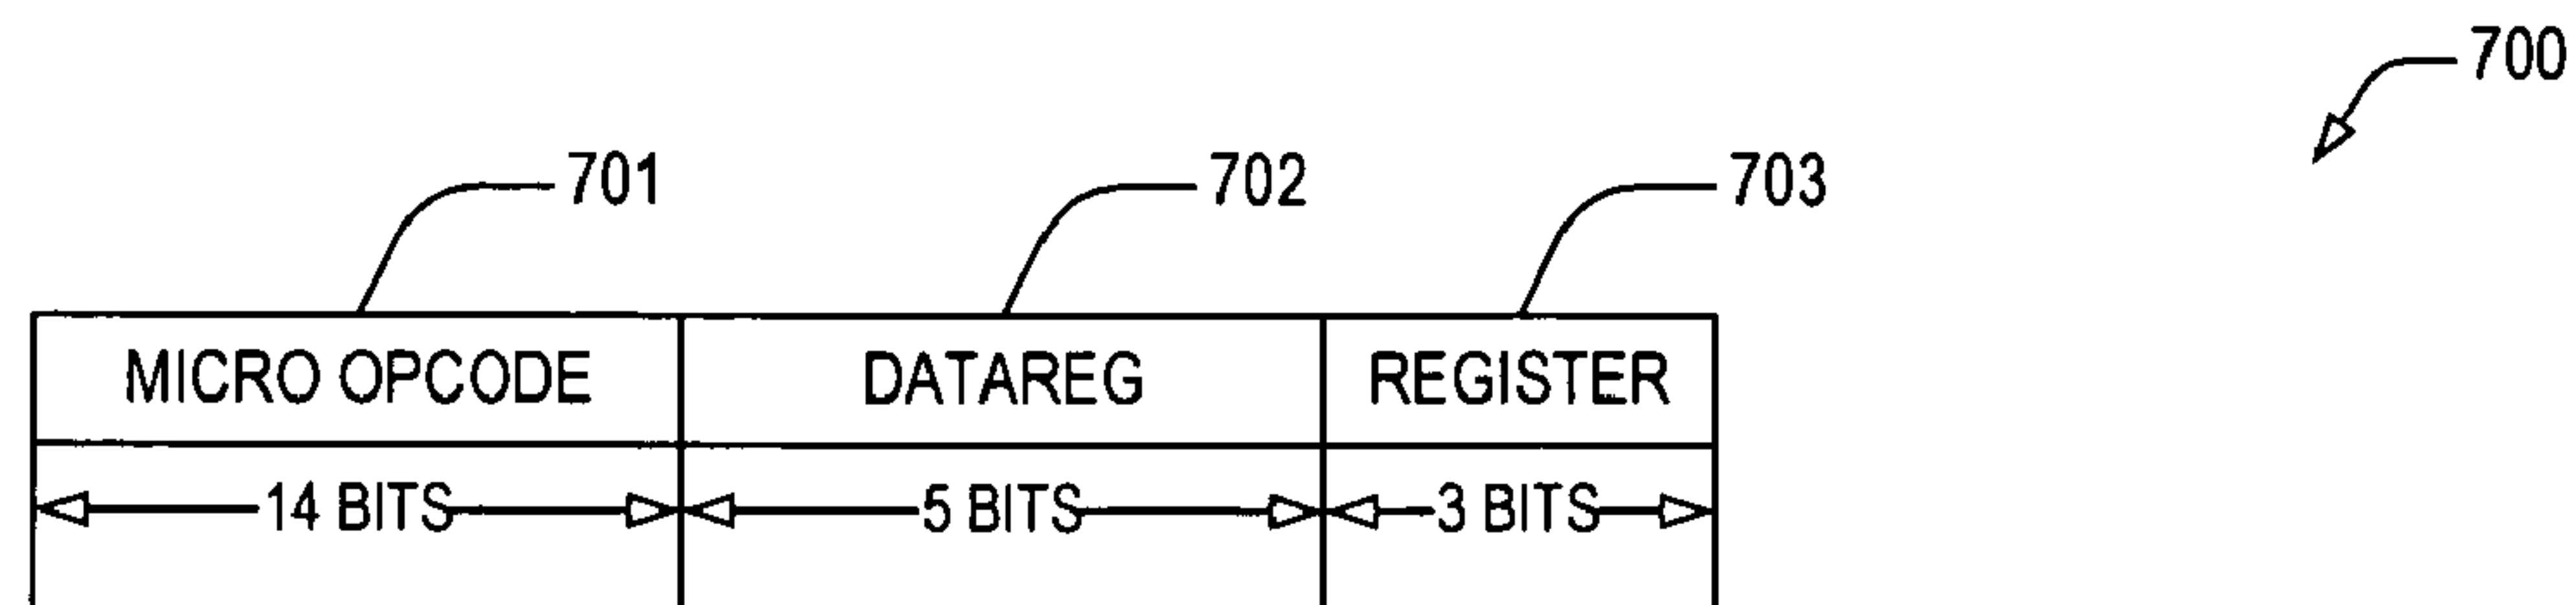 700
701 702 703
MICRO OPCODE DATAREG REGISTER
14 BITS 5 BITS 3 BITS